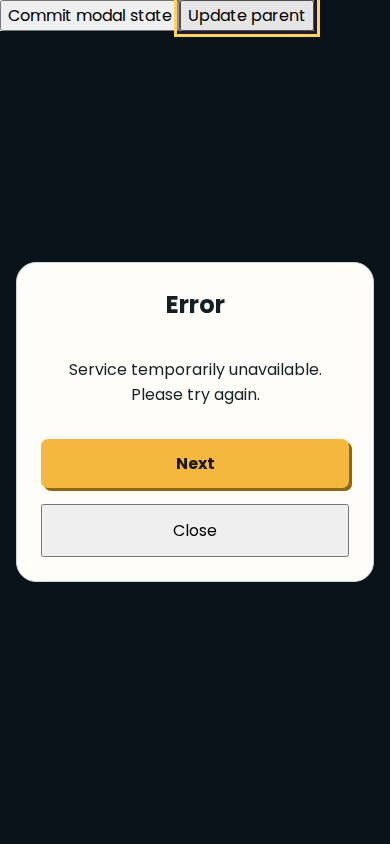 Commit modal state Update parent
Error
Service temporarily unavailable.
Please try again.
Next
Close